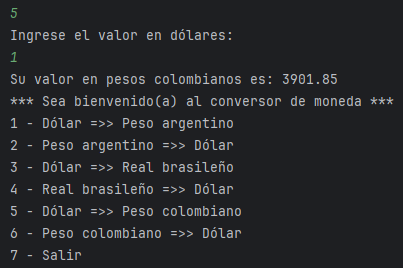 5
Ingrese el valor en dólares:
1
Su valor en pesos colombianos es: 3901.85
*** Sea bienvenido(a) al conversor de moneda ***
1 - Dólar =>> Peso argentino
2 - Peso argentino =>> Dólar
3 - Dólar =>> Real brasileño
4 - Real brasileño =>> Dólar
5 - Dólar =>> Peso colombiano
6 - Peso colombiano =>> Dólar
7 - Salir